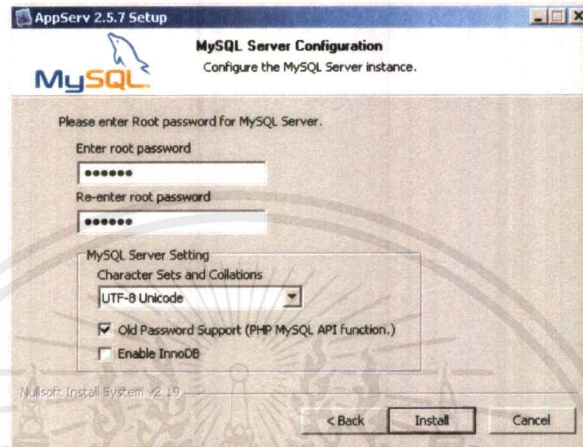 AppServ 2.5.7 Setup
MySQL
MySQL Server Configuration
Configure the MySQL Server instance.
Please enter Root password for MySQL Server.
Enter root password
••••••
Re-enter root password
••••••
MySQL Server Setting
Character Sets and Collations
UTF-8 Unicode
Old Password Support (PHP MySQL API function.)
Enable InnoDB
Nullsoft Install System v2.19
< Back Install Cancel